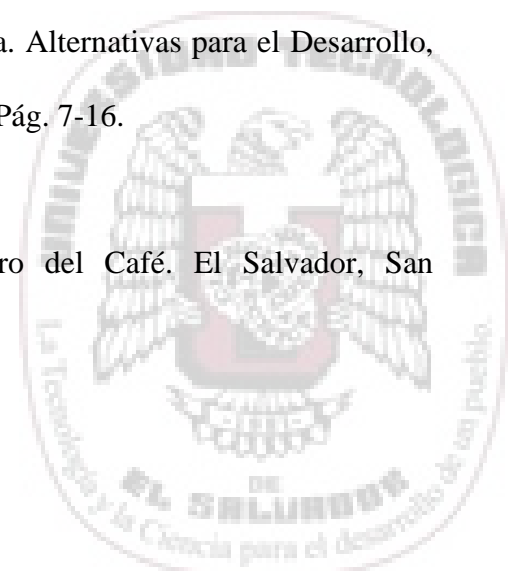 a. Alternativas para el Desarrollo,
Pág. 7-16.
ro del Café. El Salvador, San
UNIVERSIDAD TECNOLOGICA
La Tecnología y la Ciencia para el desarrollo de un pueblo.
DE
EL SALVADOR